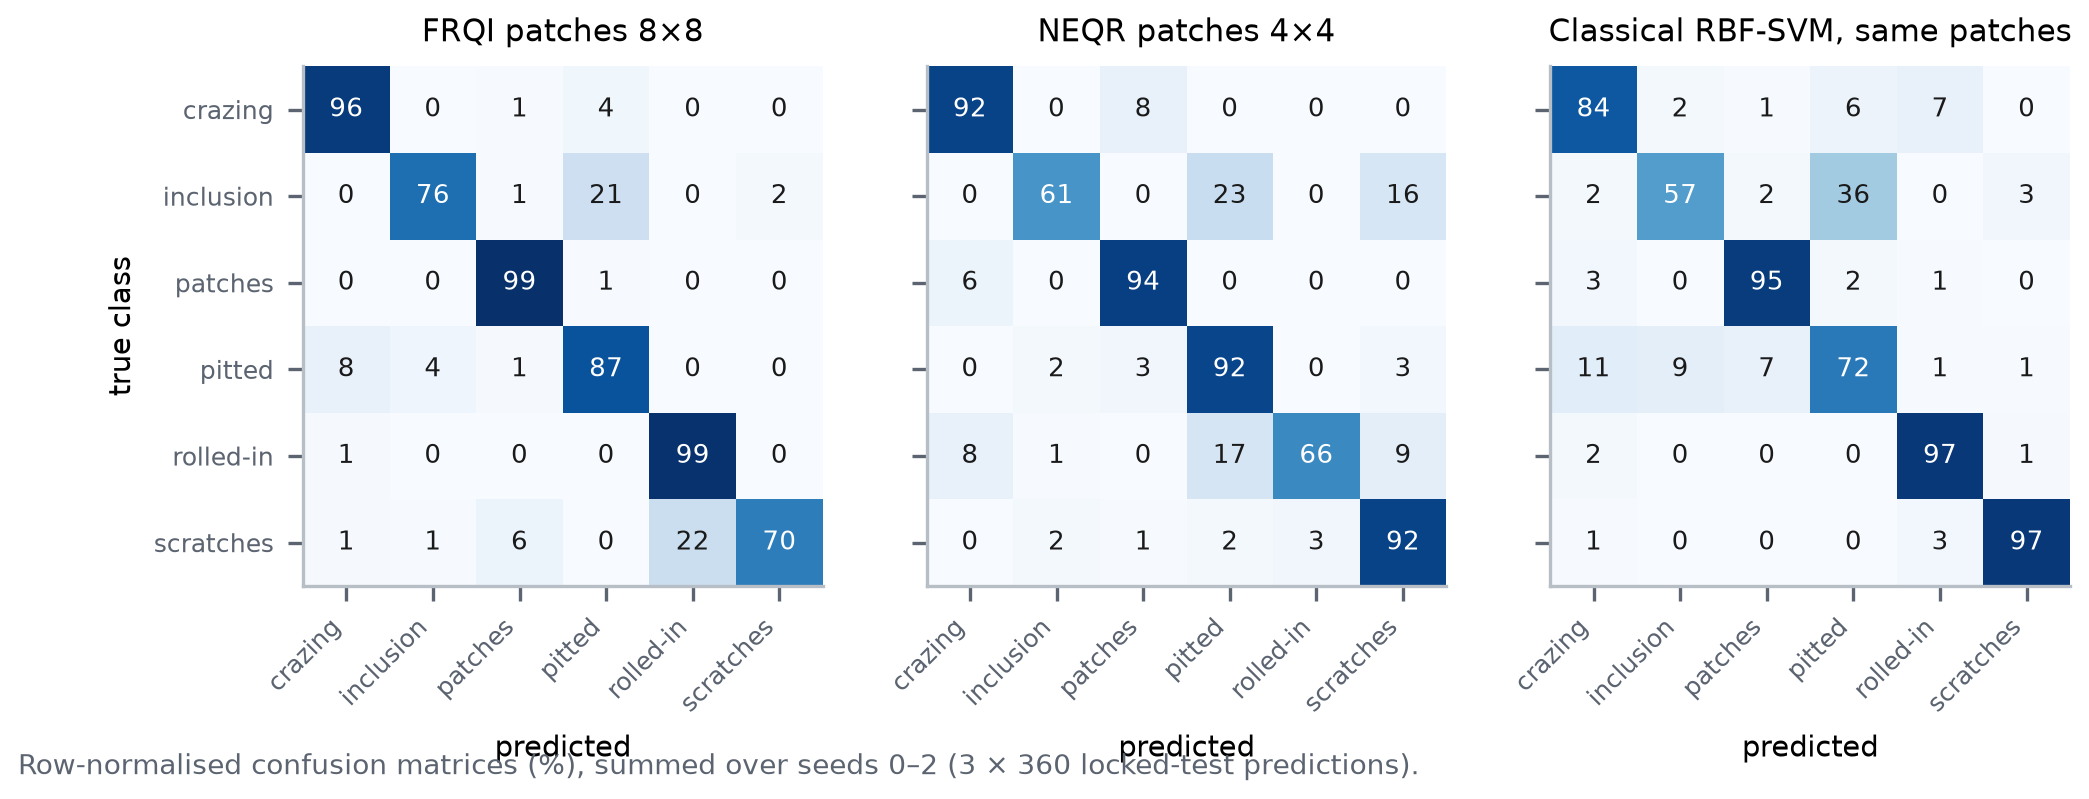 FRQI patches 8×8
NEQR patches 4×4
Classical RBF-SVM, same patches
true class
crazing 96 0 1 4 0 0 92 0 8 0 0 0 84 2 1 6 7 0
inclusion 0 76 1 21 0 2 0 61 0 23 0 16 2 57 2 36 0 3
patches 0 0 99 1 0 0 6 0 94 0 0 0 3 0 95 2 1 0
pitted 8 4 1 87 0 0 0 2 3 92 0 3 11 9 7 72 1 1
rolled-in 1 0 0 0 99 0 8 1 0 17 66 9 2 0 0 0 97 1
scratches 1 1 6 0 22 70 0 2 1 2 3 92 1 0 0 0 3 97
crazing inclusion patches pitted rolled-in scratches
crazing inclusion patches pitted rolled-in scratches
crazing inclusion patches pitted rolled-in scratches
predicted
predicted
predicted
Row-normalised confusion matrices (%), summed over seeds 0–2 (3 × 360 locked-test predictions).